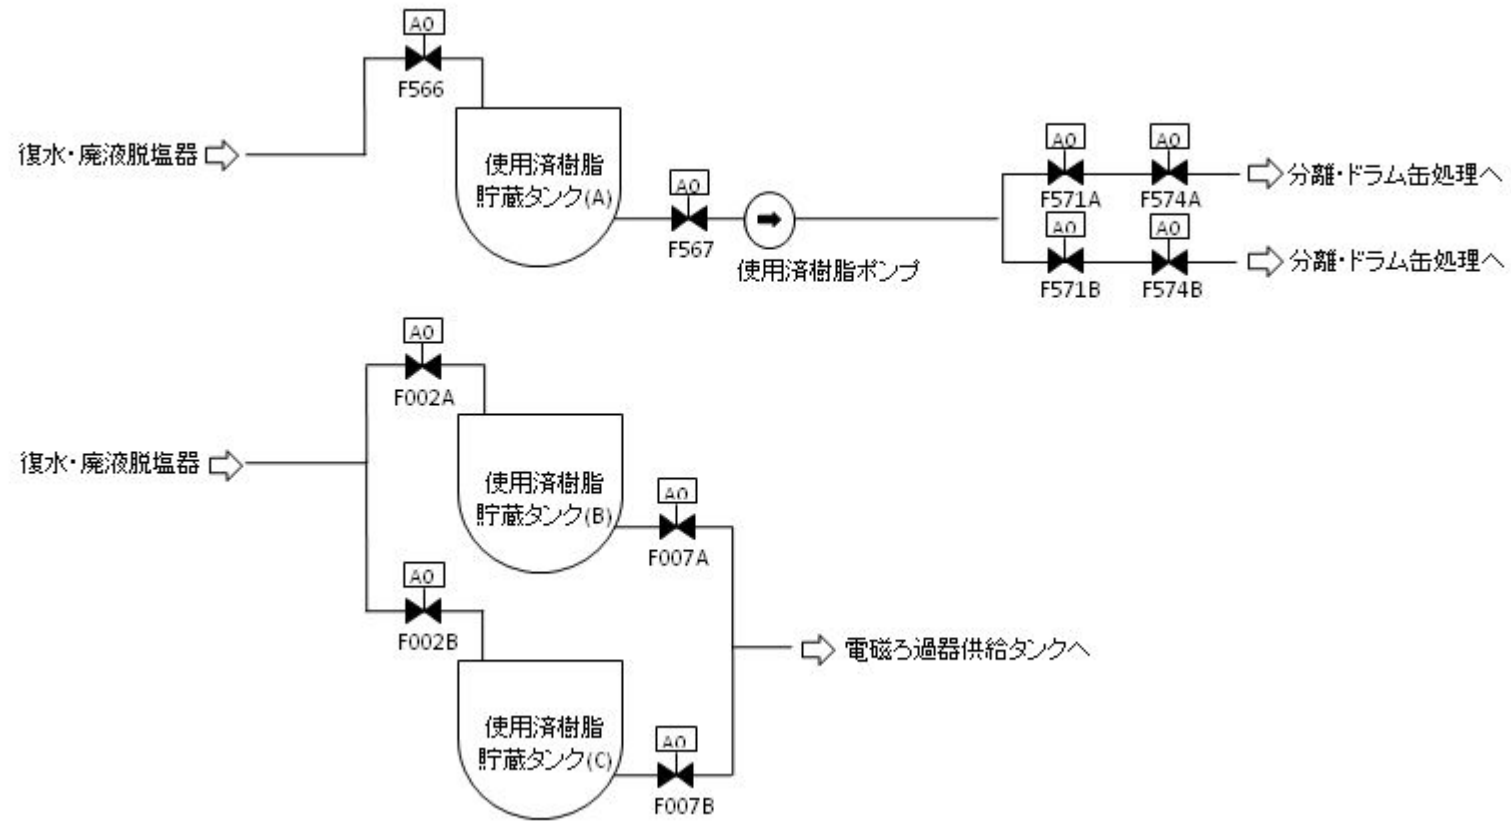 AO
F566
復水・廃液脱塩器
使用済樹脂
貯蔵タンク(A)
AO
F567
使用済樹脂ポンプ
AO
F571A
AO
F574A
分離・ドラム缶処理へ
AO
F571B
AO
F574B
分離・ドラム缶処理へ
AO
F002A
復水・廃液脱塩器
使用済樹脂
貯蔵タンク(B)
AO
F007A
AO
F002B
電磁ろ過器供給タンクへ
使用済樹脂
貯蔵タンク(C)
AO
F007B